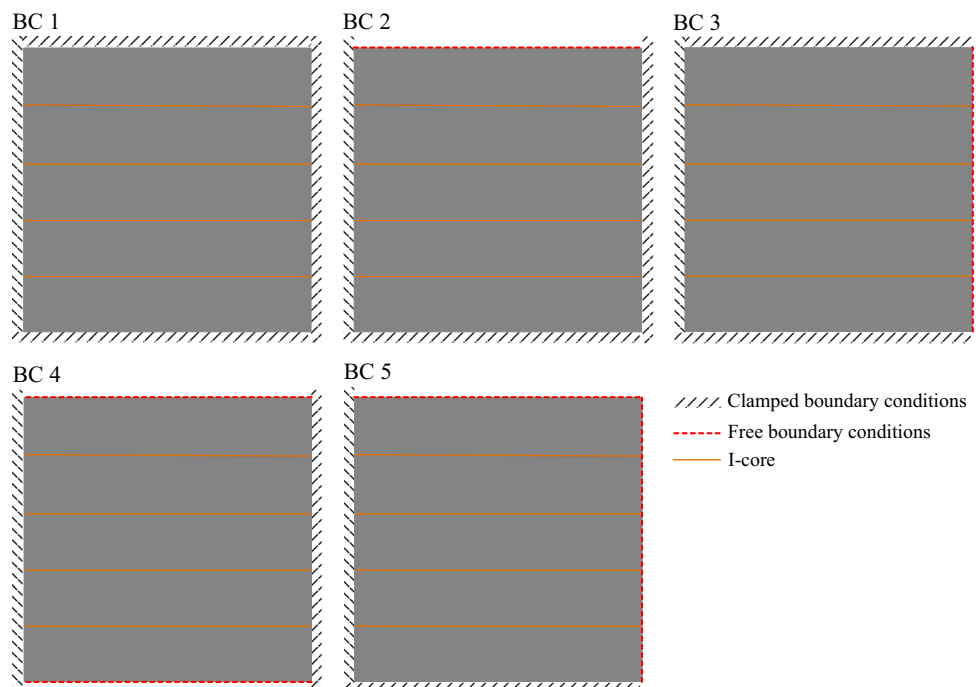 BC 1
BC 2
BC 3
BC 4
BC 5
Clamped boundary conditions
Free boundary conditions
I-core